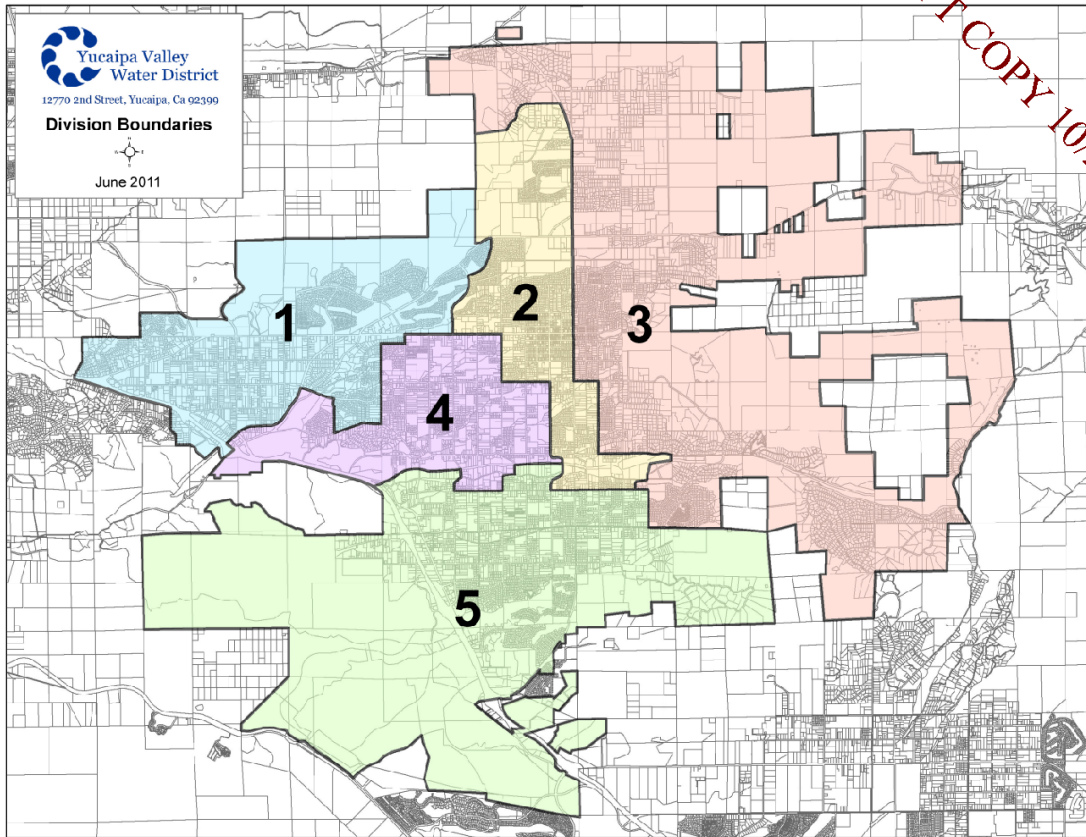 Yucaipa Valley
Water District
12770 2nd Street, Yucaipa, Ca 92399
Division Boundaries
N
W E
S
June 2011
COPY 10/
1
2
3
4
5